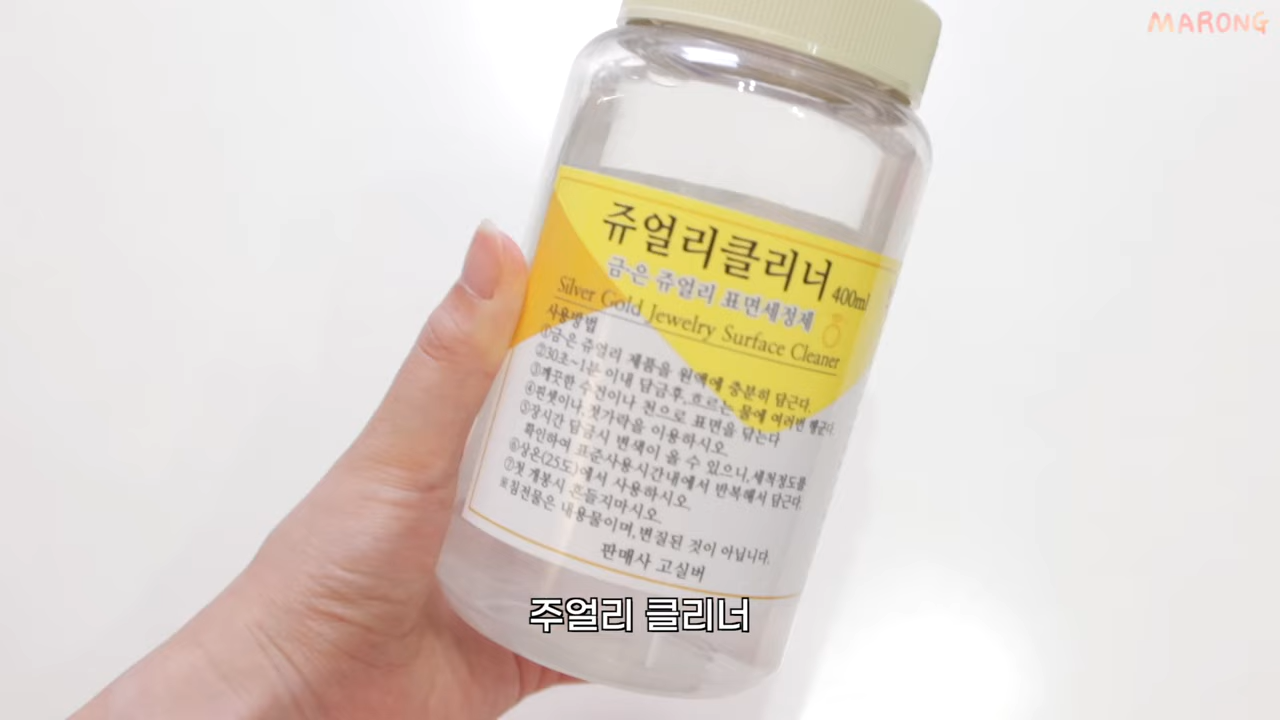 MARONG
쥬얼리클리너 400ml
금·은 쥬얼리 표면세정제
Silver Gold Jewelry Surface Cleaner
사용방법
①금·은 쥬얼리 제품을 원액에 충분히 담근다.
②30초~1분 이내 담금후, 흐르는 물에 여러번 헹군다.
③깨끗한 수건이나 천으로 표면을 닦는다
④핀셋이나, 젓가락을 이용하시오.
⑤장시간 담금시 변색이 올 수 있으니, 세척정도를
확인하여 표준사용시간내에서 반복해서 담근다.
⑥상온(25도)에서 사용하시오.
⑦첫 개봉시 흔들지마시오.
※침전물은 내용물이며, 변질된 것이 아닙니다.
판매사 고실버
주얼리 클리너